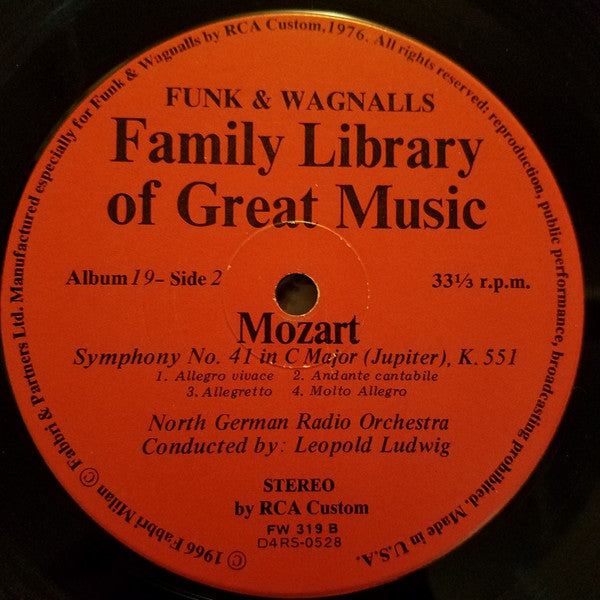 © 1966 Fabbri Milan © Fabbri & Partners Ltd. Manufactured especially for Funk & Wagnalls by RCA Custom, 1976. All rights reserved: reproduction, public performance, broadcasting prohibited. Made in U.S.A.
FUNK & WAGNALLS
Family Library
of Great Music
Album 19 – Side 2 33⅓ r.p.m.
Mozart
Symphony No. 41 in C Major (Jupiter), K. 551
1. Allegro vivace 2. Andante cantabile
3. Allegretto 4. Molto Allegro
North German Radio Orchestra
Conducted by: Leopold Ludwig
STEREO
by RCA Custom
FW 319 B
D4RS-0528